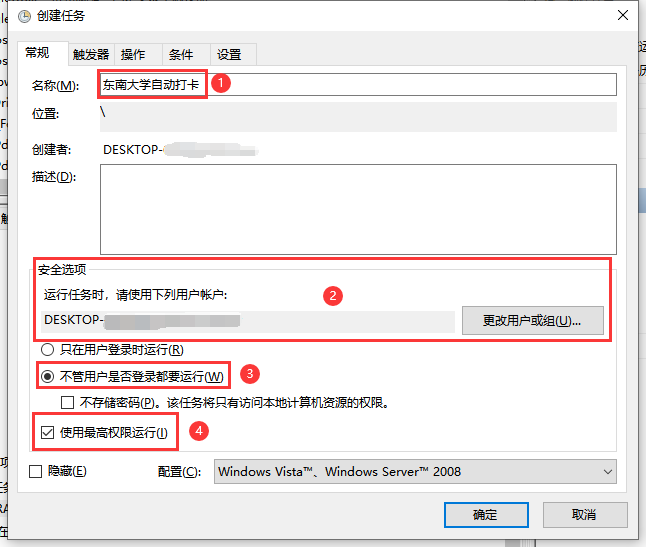 创建任务
常规 触发器 操作 条件 设置
名称(M): 东南大学自动打卡 1
位置: \
创建者: DESKTOP-
描述(D):
安全选项
运行任务时，请使用下列用户帐户: 2
DESKTOP- 更改用户或组(U)...
只在用户登录时运行(R)
不管用户是否登录都要运行(W) 3
不存储密码(P)。该任务将只有访问本地计算机资源的权限。
使用最高权限运行(I) 4
隐藏(E) 配置(C): Windows Vista™、Windows Server™ 2008
确定 取消